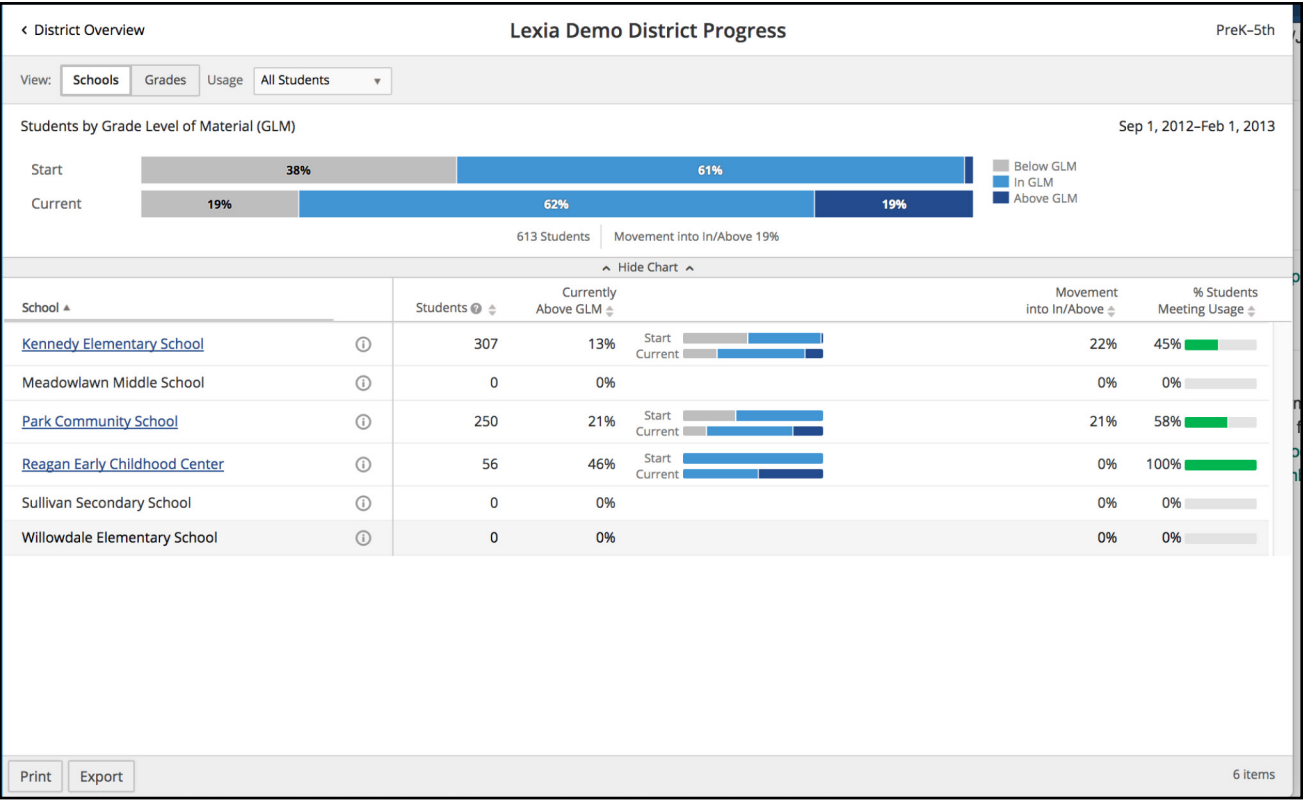 ‹ District Overview
Lexia Demo District Progress
PreK–5th
View: Schools Grades Usage All Students
Students by Grade Level of Material (GLM)
Sep 1, 2012–Feb 1, 2013
Start 38% 61%
Current 19% 62% 19%
Below GLM
In GLM
Above GLM
613 Students Movement into In/Above 19%
Hide Chart
School Students Currently Above GLM Movement into In/Above % Students Meeting Usage
Kennedy Elementary School 307 13% Start Current 22% 45%
Meadowlawn Middle School 0 0% 0% 0%
Park Community School 250 21% Start Current 21% 58%
Reagan Early Childhood Center 56 46% Start Current 0% 100%
Sullivan Secondary School 0 0% 0% 0%
Willowdale Elementary School 0 0% 0% 0%
Print Export 6 items